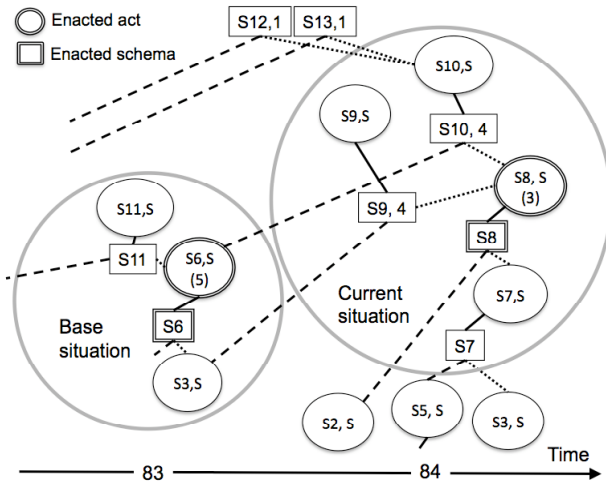 Enacted act
Enacted schema
S12,1
S13,1
S10,S
S9,S
S10, 4
S8, S
(3)
S9, 4
S8
S11,S
S11
S6,S
(5)
S7,S
Current
situation
Base
situation
S6
S7
S3,S
S2, S
S5, S
S3, S
Time
83
84